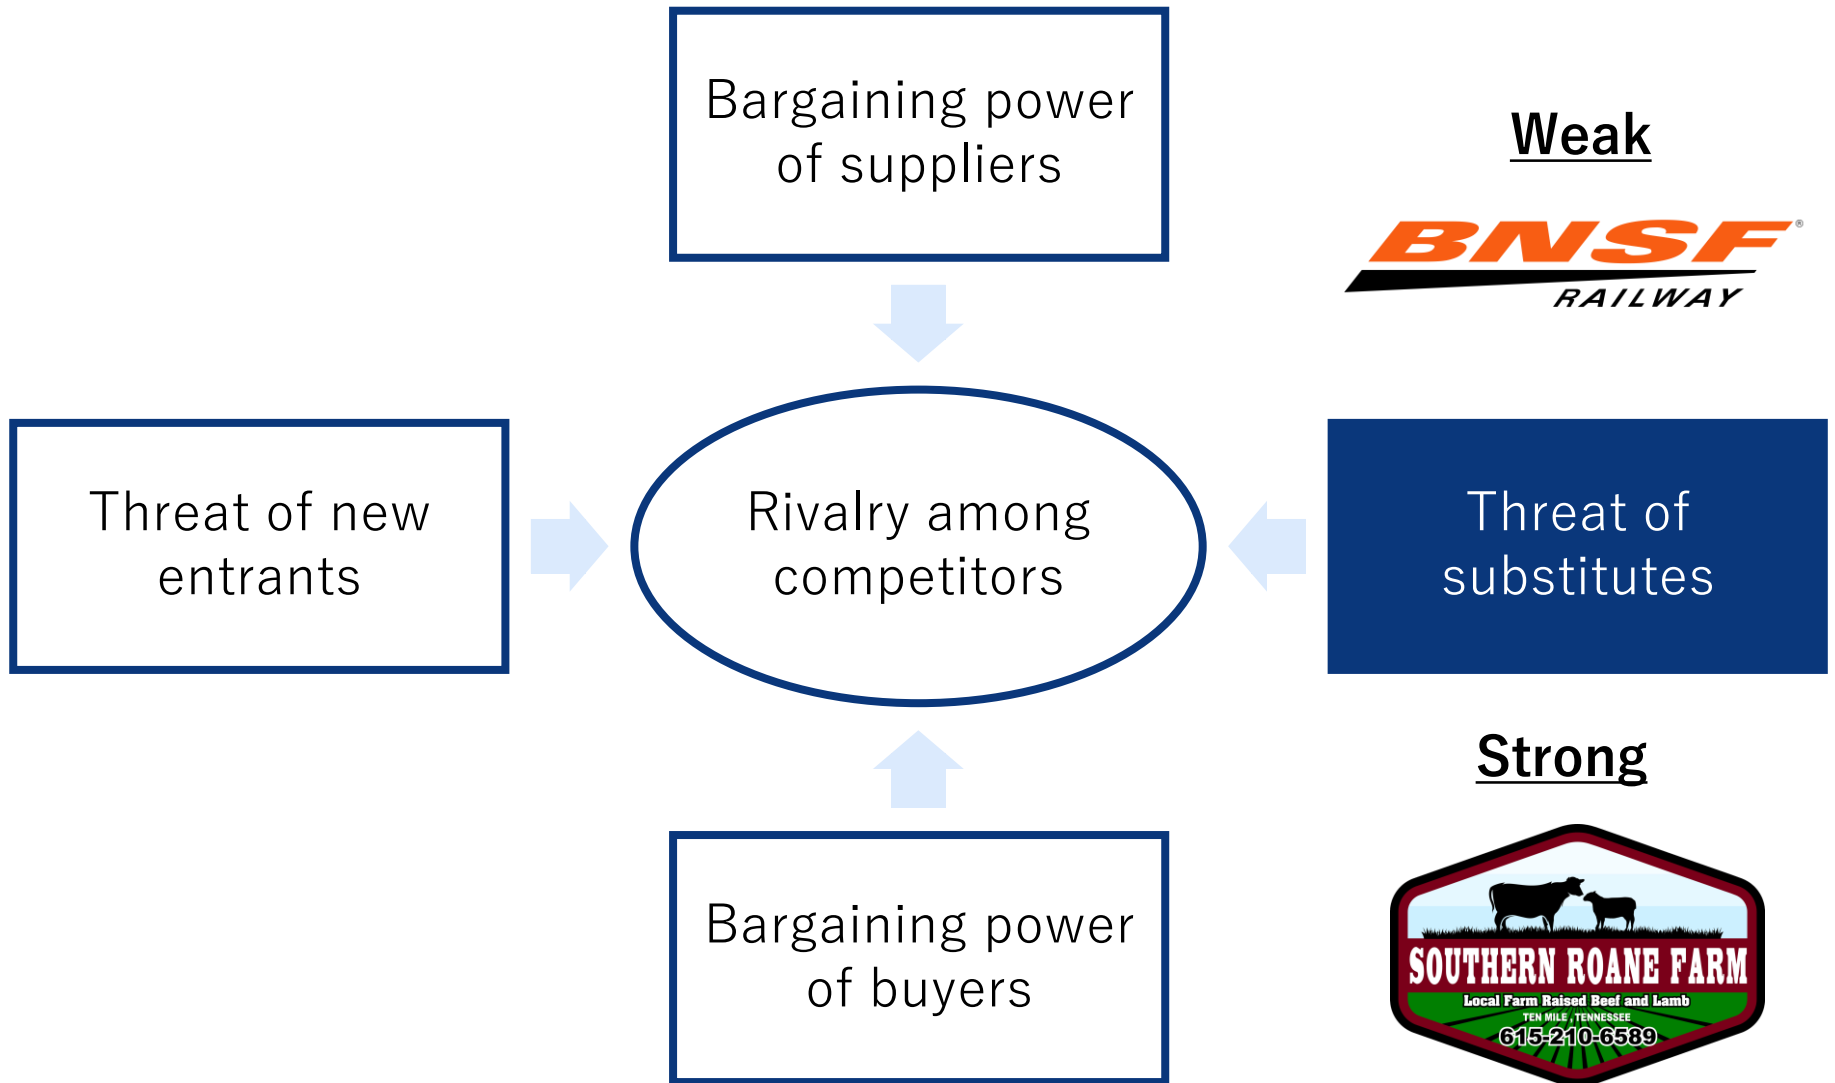 Bargaining power
of suppliers
Weak
BNSF®
RAILWAY
Threat of new
entrants
Rivalry among
competitors
Threat of
substitutes
Strong
Bargaining power
of buyers
SOUTHERN ROANE FARM
Local Farm Raised Beef and Lamb
TEN MILE , TENNESSEE
615-210-6589